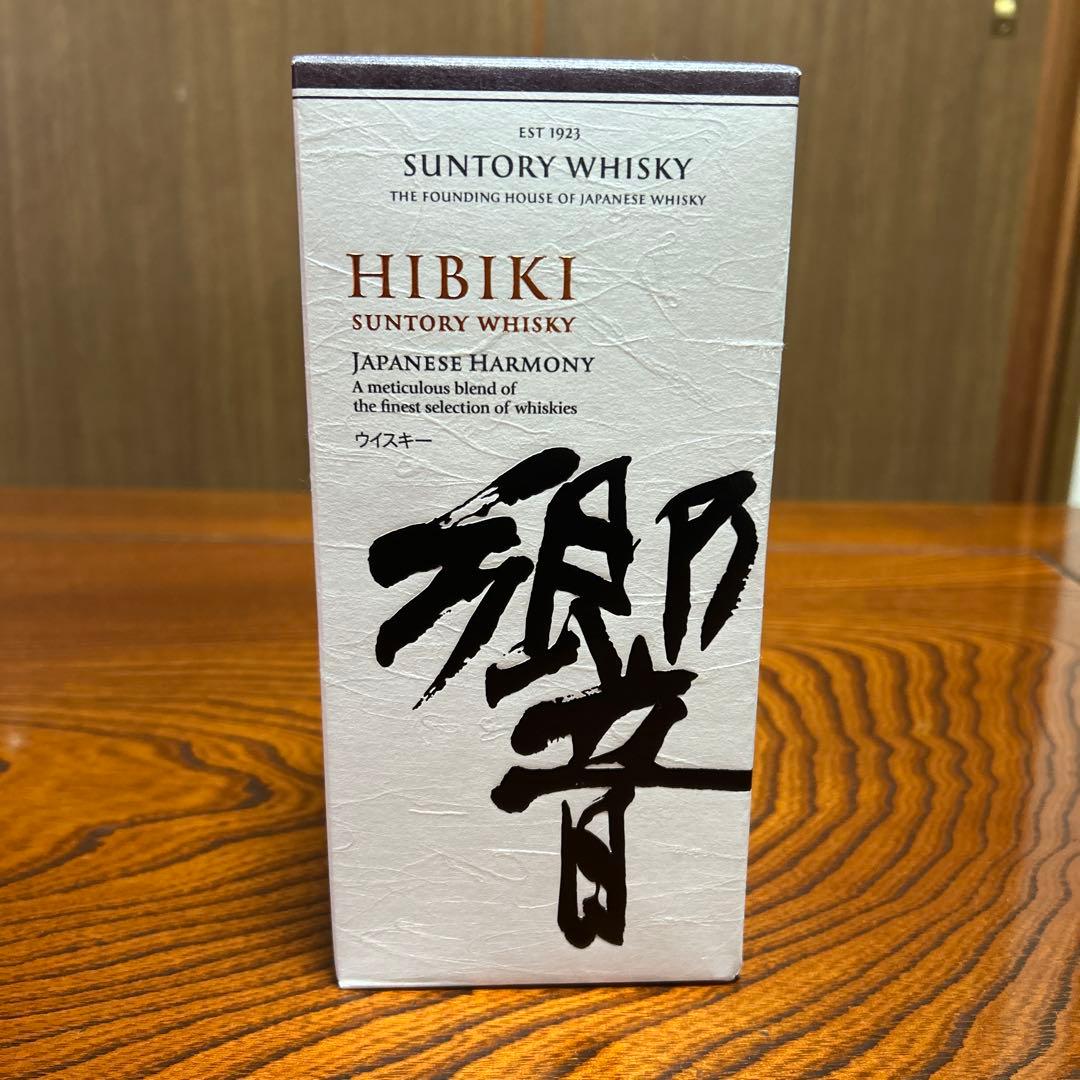 EST 1923
SUNTORY WHISKY
THE FOUNDING HOUSE OF JAPANESE WHISKY
HIBIKI
SUNTORY WHISKY
JAPANESE HARMONY
A meticulous blend of
the finest selection of whiskies
ウイスキー
響